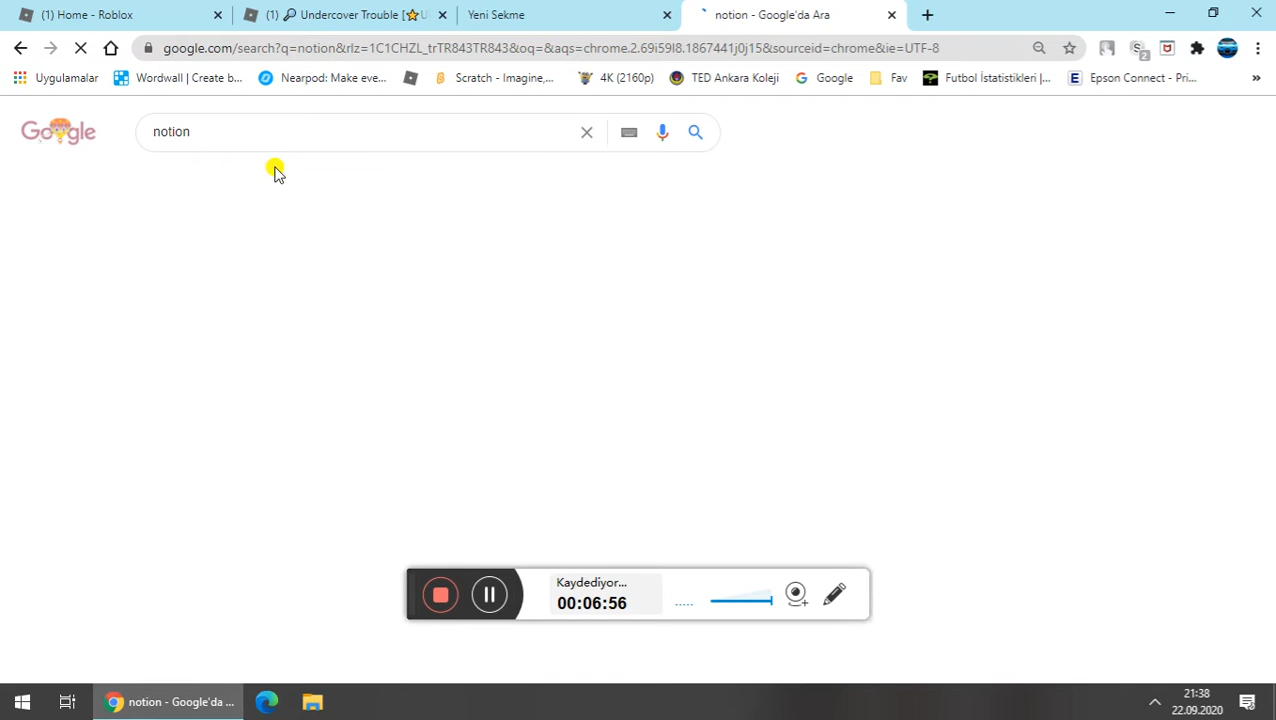 (1) Home - Roblox
(1) 🔎 Undercover Trouble [⭐U
Yeni Sekme
notion - Google'da Ara
google.com/search?q=notion&rlz=1C1CHZL_trTR843TR843&oq=&aqs=chrome.2.69i59l8.1867441j0j15&sourceid=chrome&ie=UTF-8
2
Uygulamalar
Wordwall | Create b...
Nearpod: Make eve...
Scratch - Imagine,...
4K (2160p)
TED Ankara Koleji
Google
Fav
Futbol İstatistikleri |...
Epson Connect - Pri...
»
Google
notion
Kaydediyor...
00:06:56
notion - Google'da ...
21:38
22.09.2020